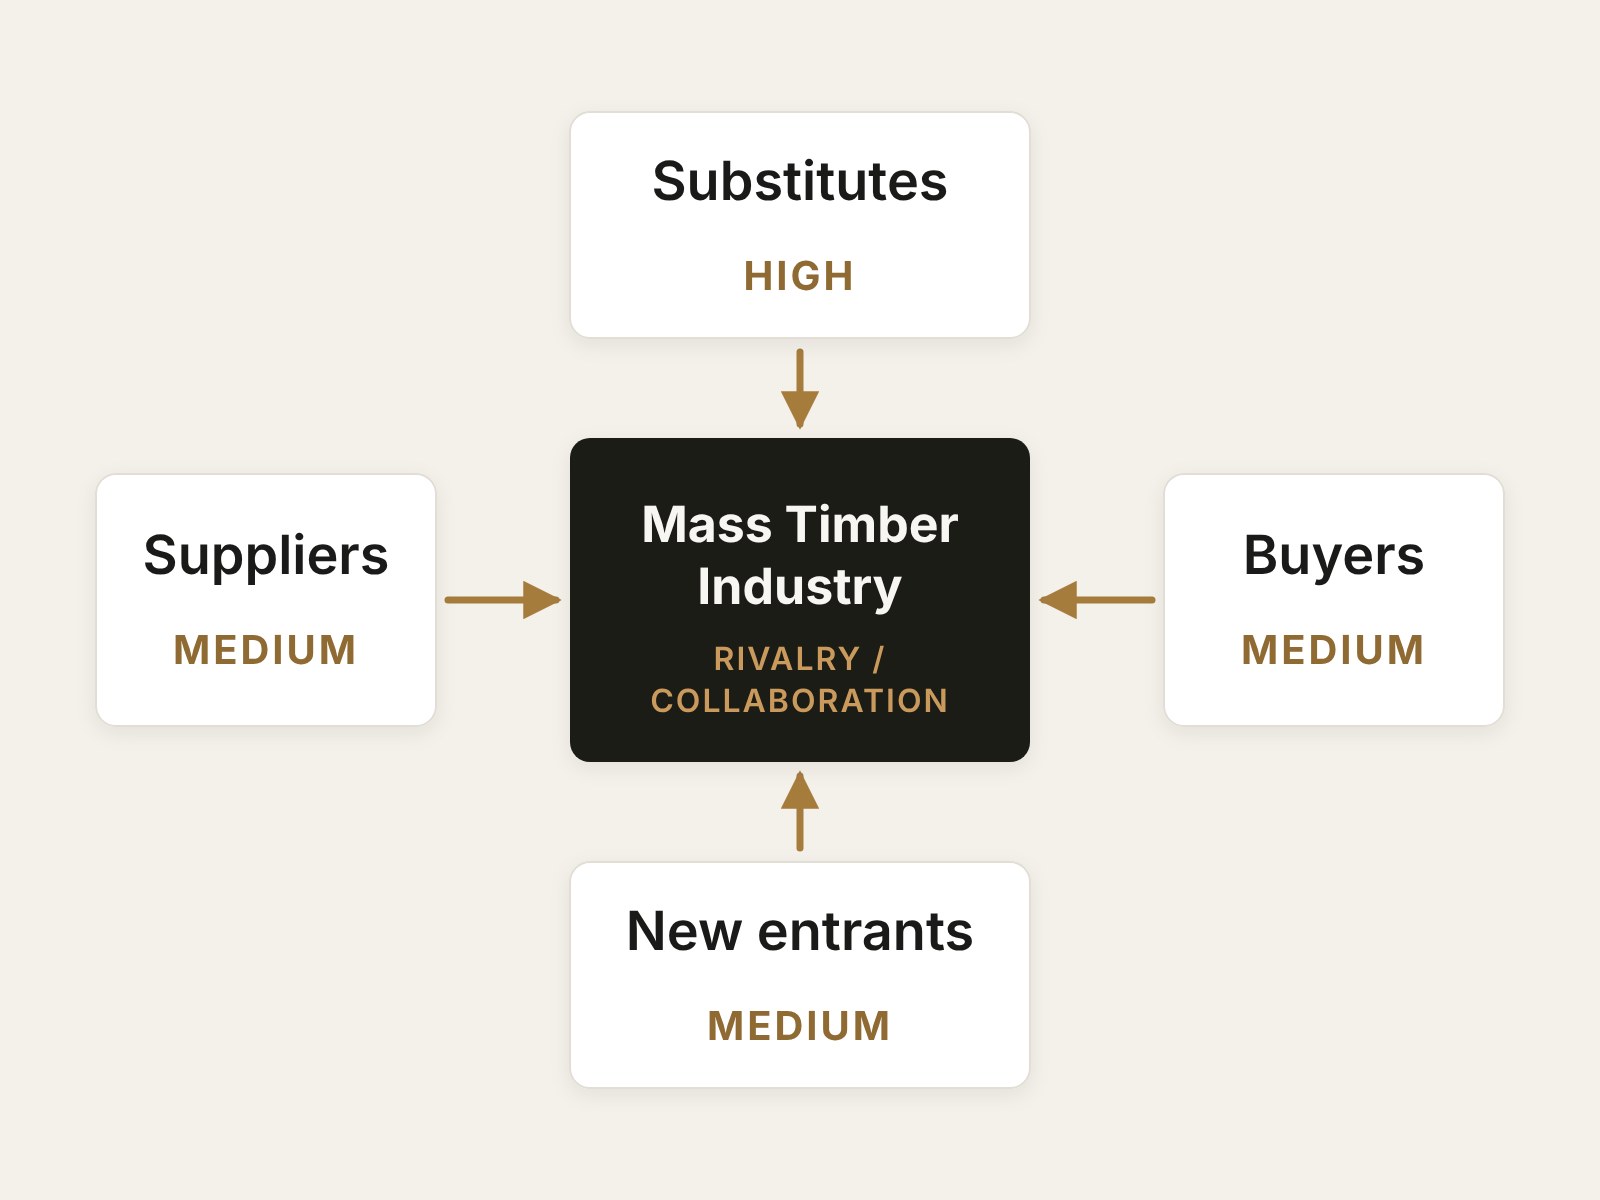 Substitutes
HIGH
Suppliers
MEDIUM
Mass Timber
Industry
RIVALRY /
COLLABORATION
Buyers
MEDIUM
New entrants
MEDIUM